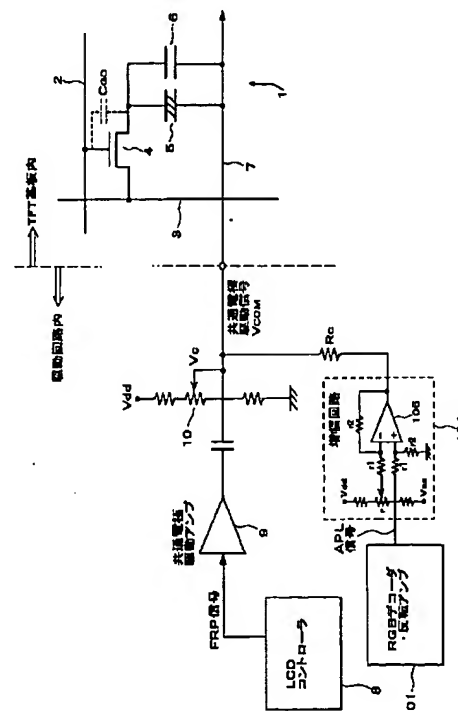 駆動回路内
TFT基板内
2
Vdd
Vc
10
共通電極
駆動信号
VCOM
3
CGD
4
5
6
7
1
共通電極
駆動アンプ
9
FRP信号
LCD
コントローラ
8
Rc
増幅回路
r2
106
r1
r1
r2
Vdd
r
Vss
APL
信号
RGBデコーダ
・反転アンプ
01